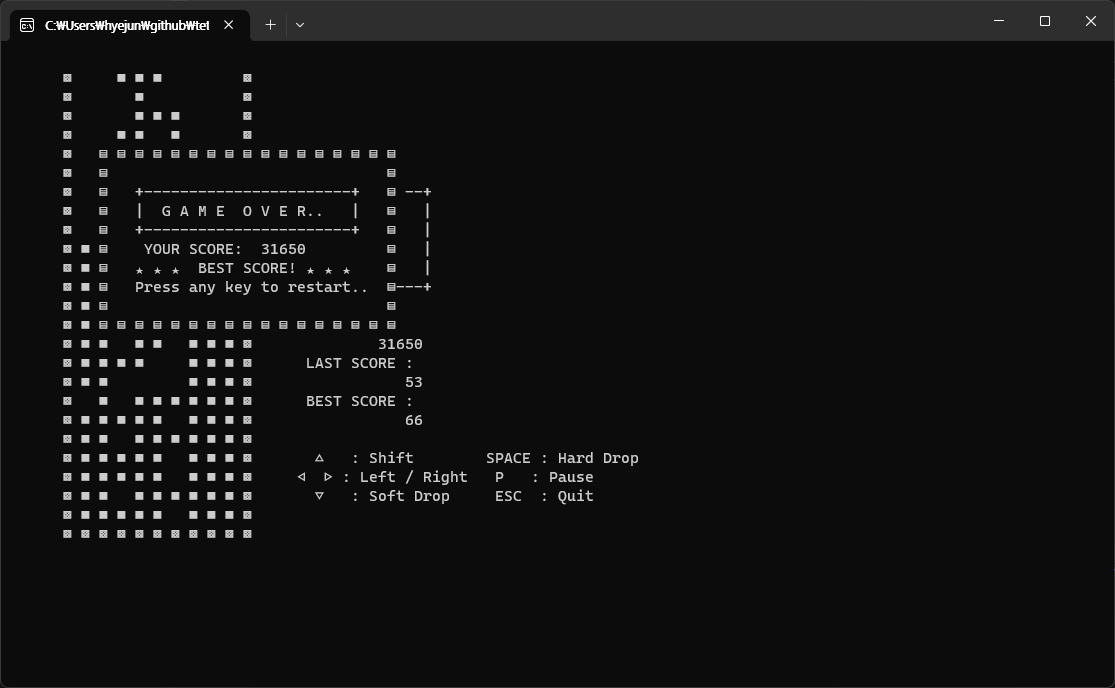 C:₩Users₩hyejun₩github₩tet
G A M E  O V E R..
YOUR SCORE:  31650
★ ★ ★  BEST SCORE! ★ ★ ★
Press any key to restart..
31650
LAST SCORE :
53
BEST SCORE :
66
△   : Shift        SPACE : Hard Drop
◁  ▷ : Left / Right   P   : Pause
▽   : Soft Drop     ESC  : Quit